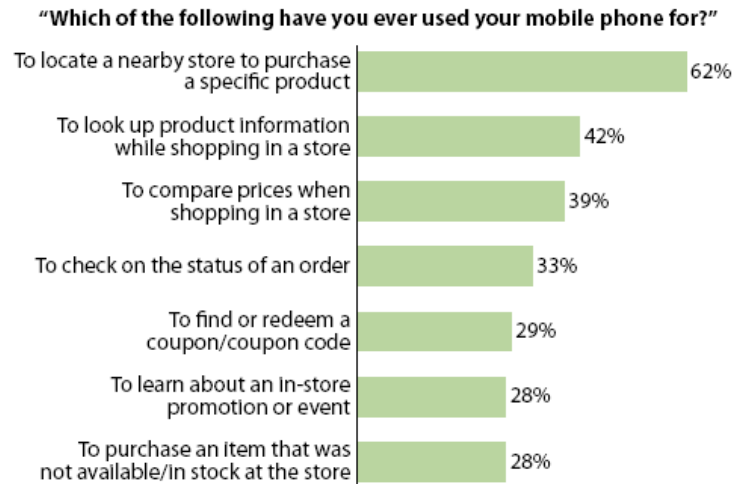 “Which of the following have you ever used your mobile phone for?”
To locate a nearby store to purchase
a specific product
62%
To look up product information
while shopping in a store
42%
To compare prices when
shopping in a store
39%
To check on the status of an order
33%
To find or redeem a
coupon/coupon code
29%
To learn about an in-store
promotion or event
28%
To purchase an item that was
not available/in stock at the store
28%